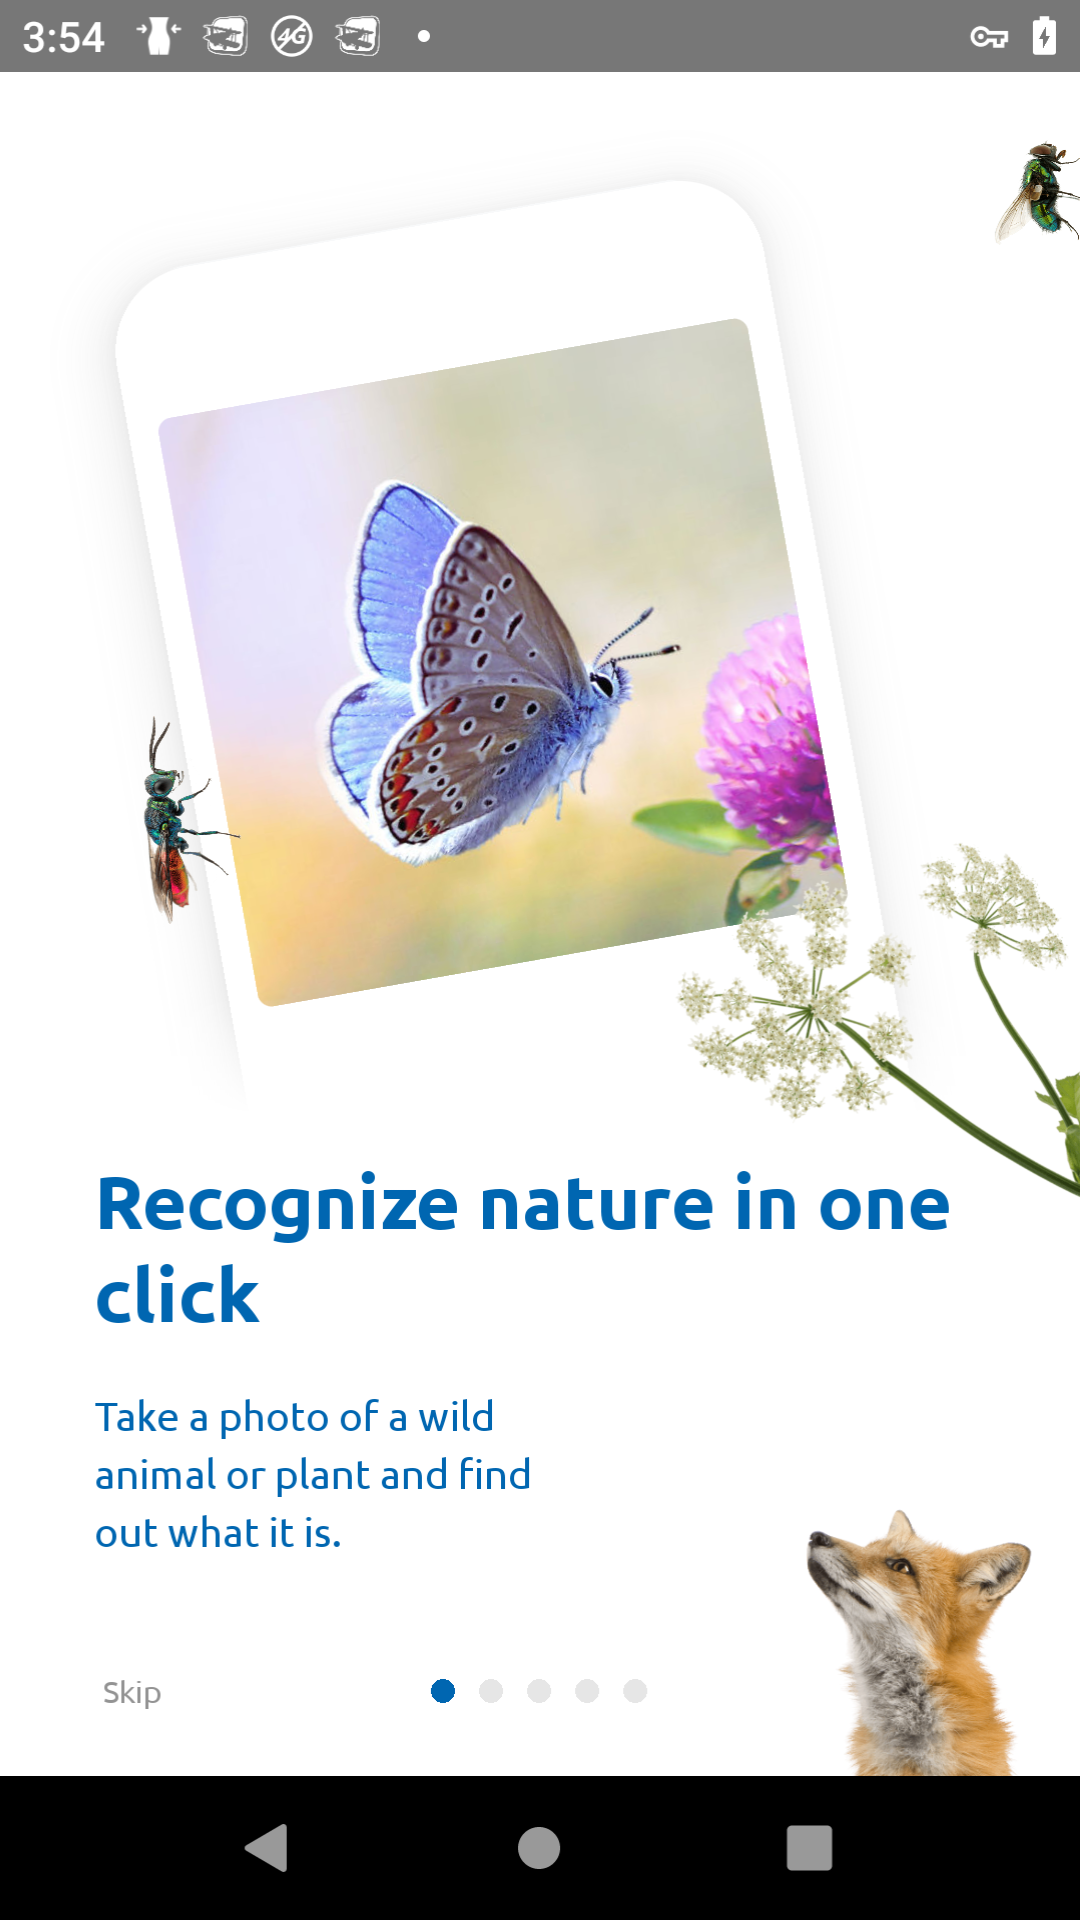 3:54
4G
Recognize nature in one
click
Take a photo of a wild
animal or plant and find
out what it is.
Skip